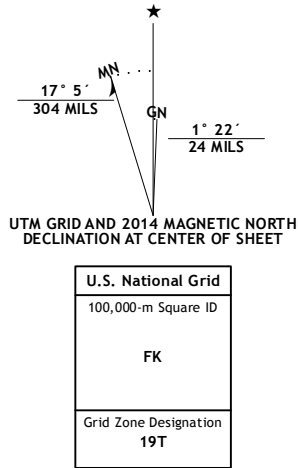 ★
MN
17° 5´
304 MILS
GN
1° 22´
24 MILS
UTM GRID AND 2014 MAGNETIC NORTH
DECLINATION AT CENTER OF SHEET
U.S. National Grid
100,000-m Square ID
FK
Grid Zone Designation
19T